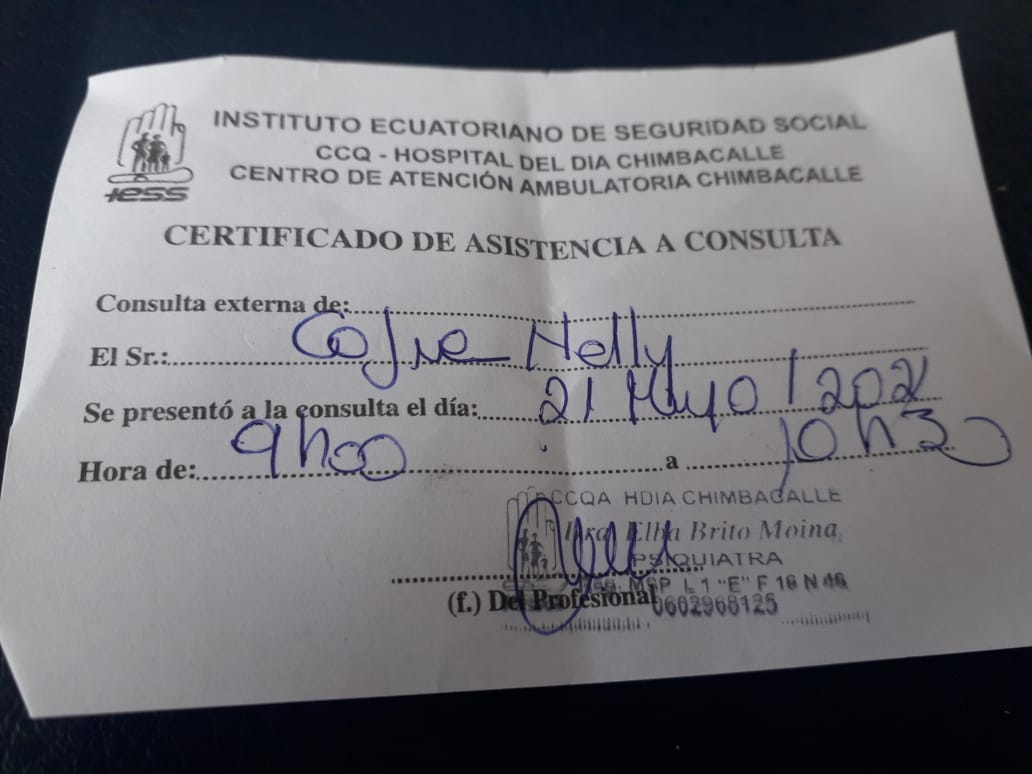 INSTITUTO ECUATORIANO DE SEGURIDAD SOCIAL
CCQ - HOSPITAL DEL DIA CHIMBACALLE
CENTRO DE ATENCIÓN AMBULATORIA CHIMBACALLE
IESS
CERTIFICADO DE ASISTENCIA A CONSULTA
Consulta externa de:
El Sr.: Cofre Nelly
Se presentó a la consulta el día: 21 Mayo / 2021
Hora de: 9h00 a 10h30
CCQA HDIA CHIMBACALLE
Dra. Elba Brito Moina
PSIQUIATRA
MSP L 1 "E" F 16 N 46
(f.) Del Profesional 0602968125